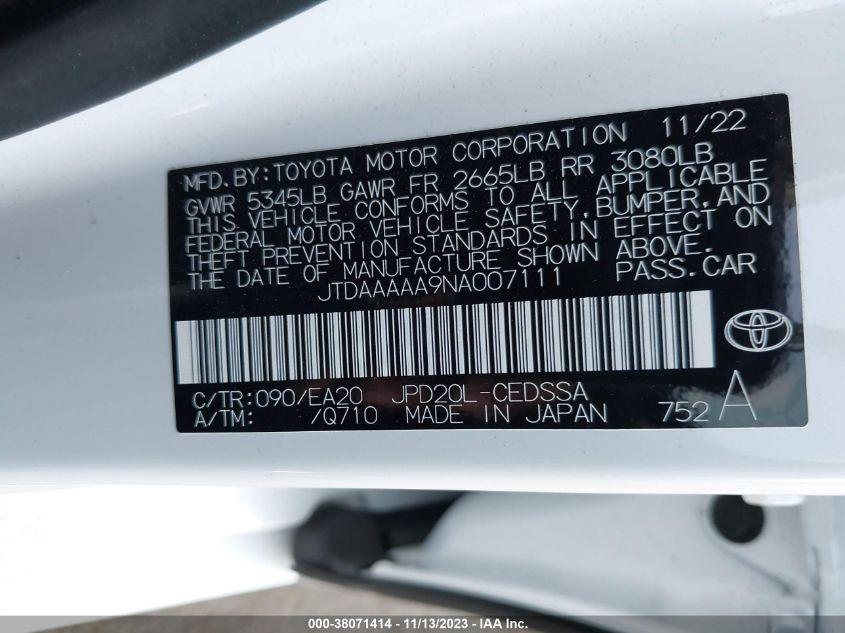 MFD. BY: TOYOTA MOTOR CORPORATION 11/22
GVWR 5345LB GAWR FR 2665LB RR 3080LB
THIS VEHICLE CONFORMS TO ALL APPLICABLE
FEDERAL MOTOR VEHICLE SAFETY, BUMPER, AND
THEFT PREVENTION STANDARDS IN EFFECT ON
THE DATE OF MANUFACTURE SHOWN ABOVE.
JTDAAAAA9NA007111 PASS. CAR
C/TR: 090/EA20 JPD20L-CEDSSA
A/TM: /Q710 MADE IN JAPAN 752 A
000-38071414 - 11/13/2023 - IAA Inc.